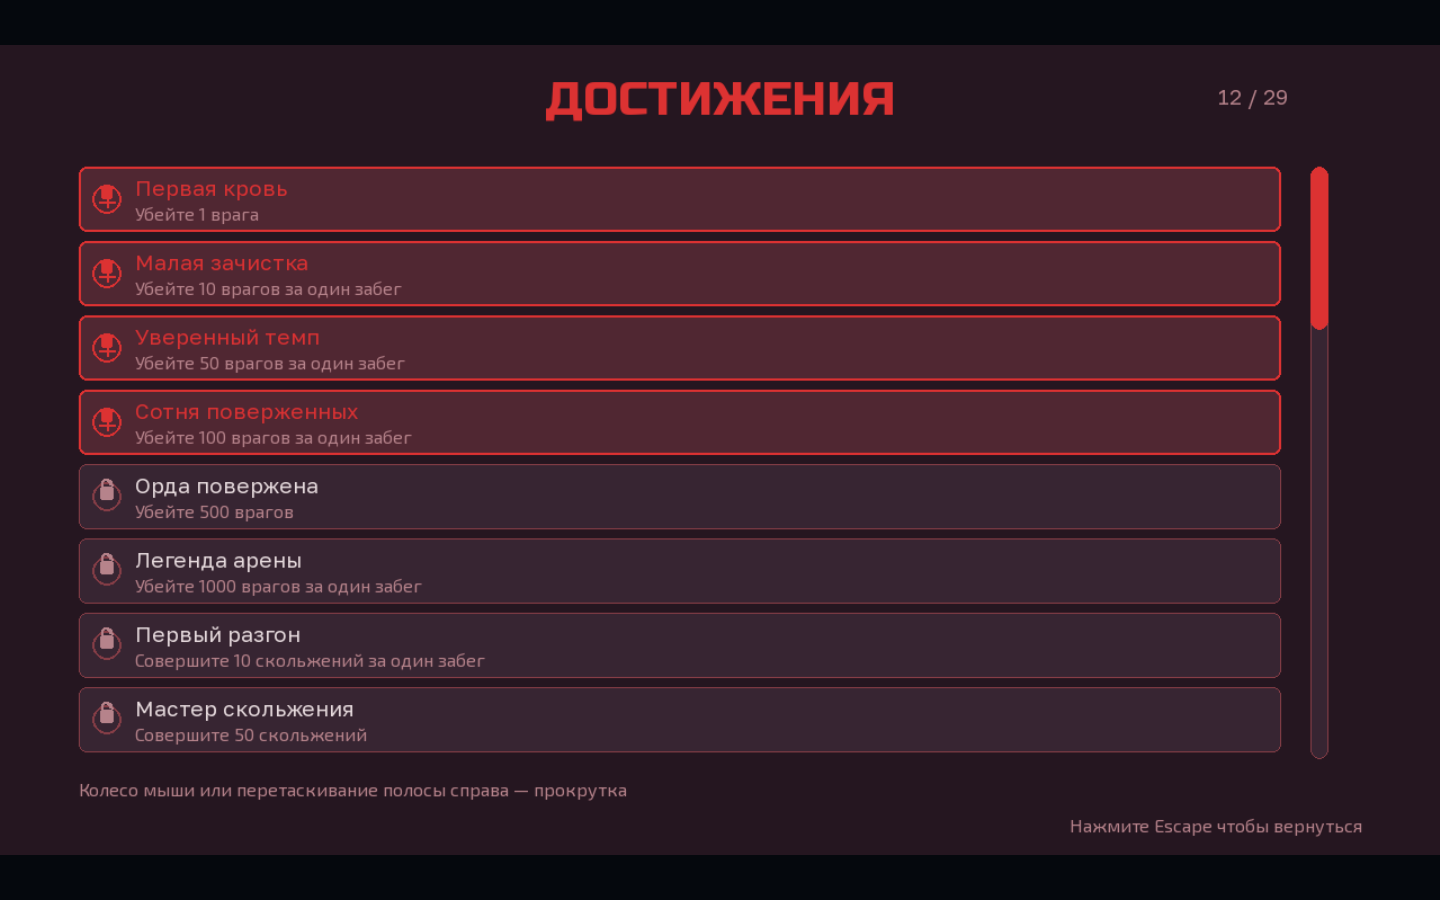 ДОСТИЖЕНИЯ
12 / 29
Первая кровь
Убейте 1 врага
Малая зачистка
Убейте 10 врагов за один забег
Уверенный темп
Убейте 50 врагов за один забег
Сотня поверженных
Убейте 100 врагов за один забег
Орда повержена
Убейте 500 врагов
Легенда арены
Убейте 1000 врагов за один забег
Первый разгон
Совершите 10 скольжений за один забег
Мастер скольжения
Совершите 50 скольжений
Колесо мыши или перетаскивание полосы справа — прокрутка
Нажмите Escape чтобы вернуться